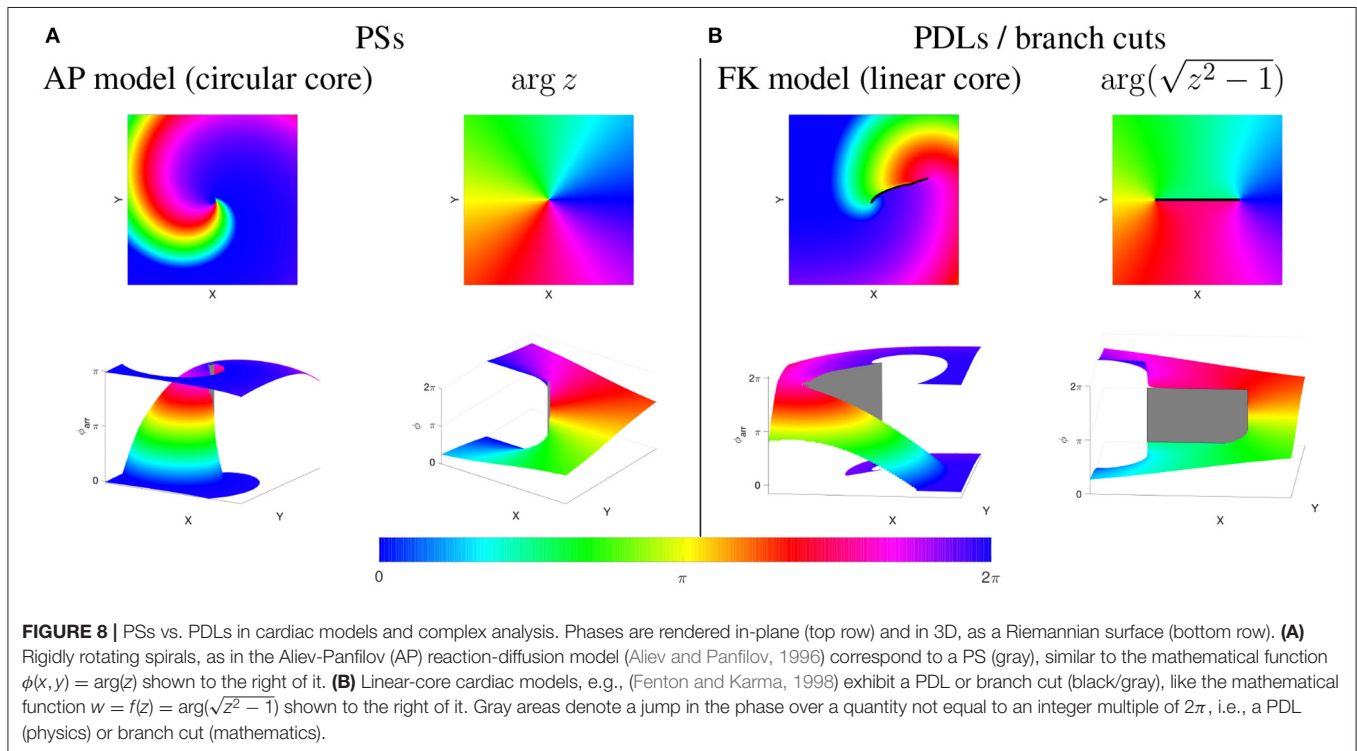 A
PSs
B
PDLs / branch cuts
AP model (circular core)
arg z
FK model (linear core)
arg(√z² − 1)
Y
X
Y
X
Y
X
Y
X
π
ϕarr
π
0
X
Y
2π
ϕ π
0
X
Y
2π
ϕarr
π
0
X
Y
2π
ϕ π
0
X
Y
0
π
2π
FIGURE 8 | PSs vs. PDLs in cardiac models and complex analysis. Phases are rendered in-plane (top row) and in 3D, as a Riemannian surface (bottom row). (A)
Rigidly rotating spirals, as in the Aliev-Panfilov (AP) reaction-diffusion model (Aliev and Panfilov, 1996) correspond to a PS (gray), similar to the mathematical function
ϕ(x, y) = arg(z) shown to the right of it. (B) Linear-core cardiac models, e.g., (Fenton and Karma, 1998) exhibit a PDL or branch cut (black/gray), like the mathematical
function w = f(z) = arg(√z² − 1) shown to the right of it. Gray areas denote a jump in the phase over a quantity not equal to an integer multiple of 2π, i.e., a PDL
(physics) or branch cut (mathematics).